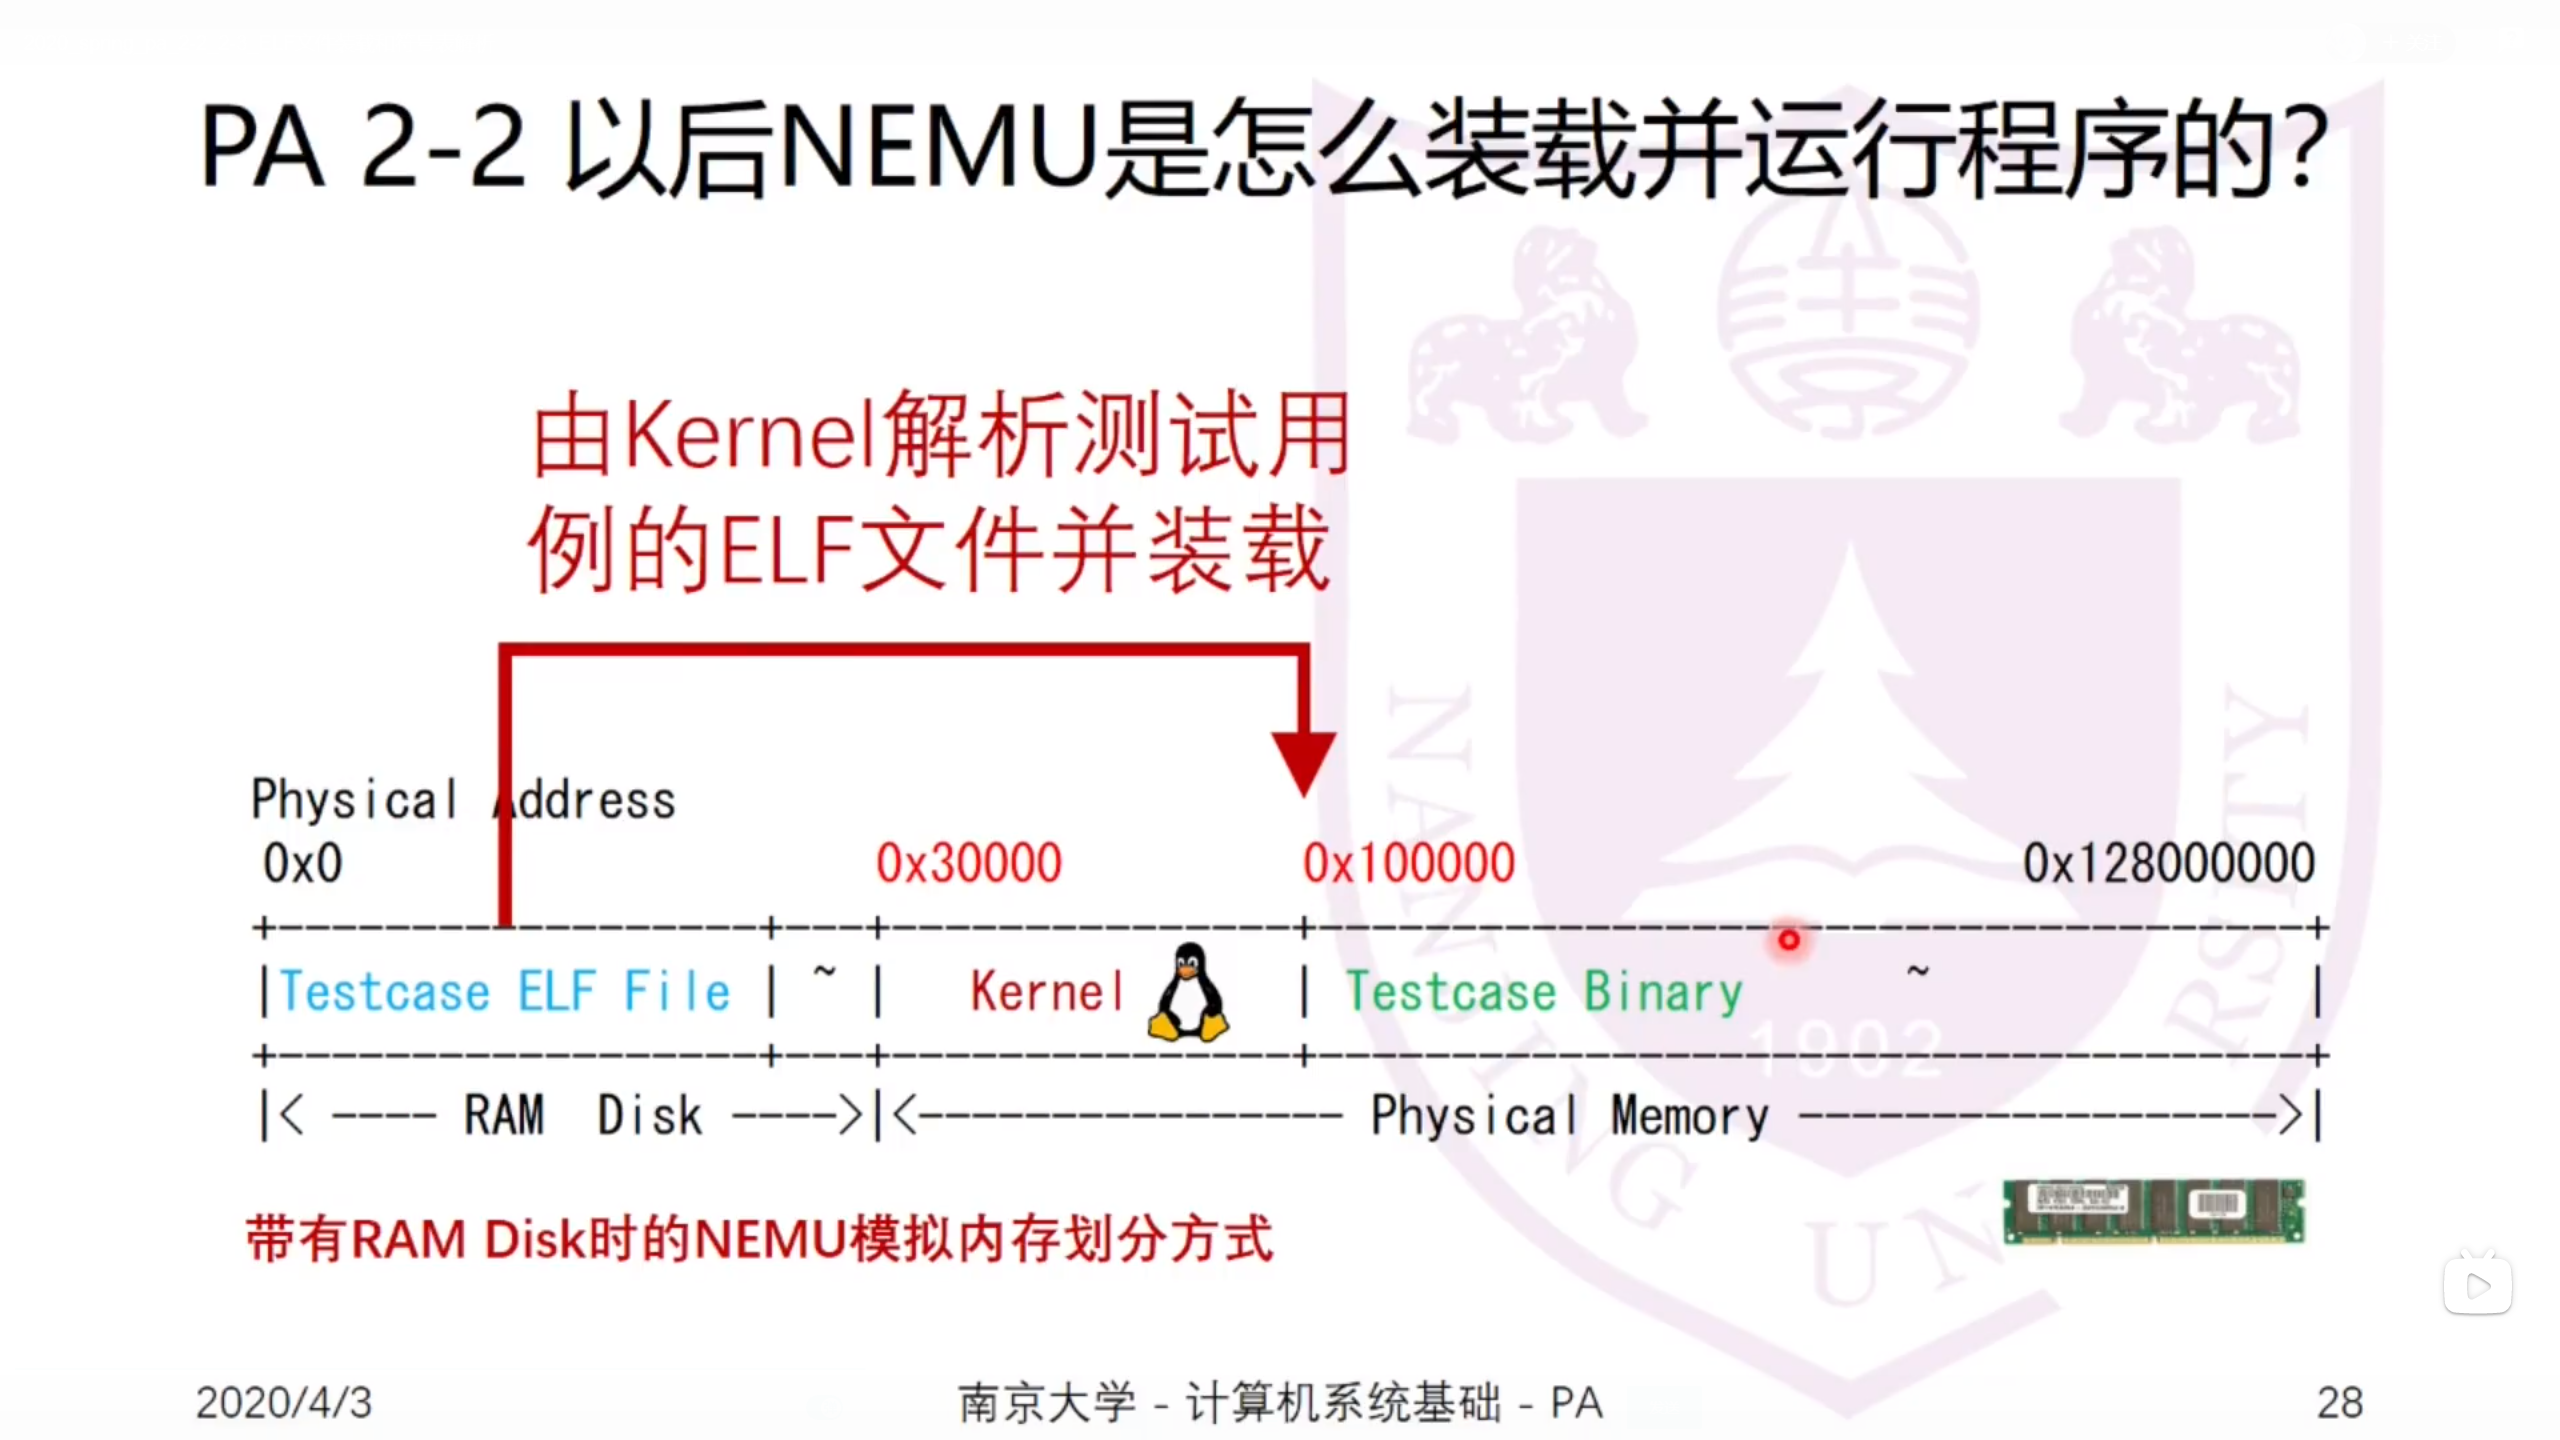 PA 2-2 以后NEMU是怎么装载并运行程序的?
由Kernel解析测试用
例的ELF文件并装载
Physical Address
0x0 0x30000 0x100000 0x128000000
+------------------+----+---------------+--------------------------------------+
|Testcase ELF File | ~ | Kernel | Testcase Binary ~ |
+------------------+----+---------------+--------------------------------------+
|< ---- RAM Disk ---->|<---------------- Physical Memory ------------------>|
带有RAM Disk时的NEMU模拟内存划分方式
1902
NANJING UNI RSITY
2020/4/3 南京大学 - 计算机系统基础 - PA 28